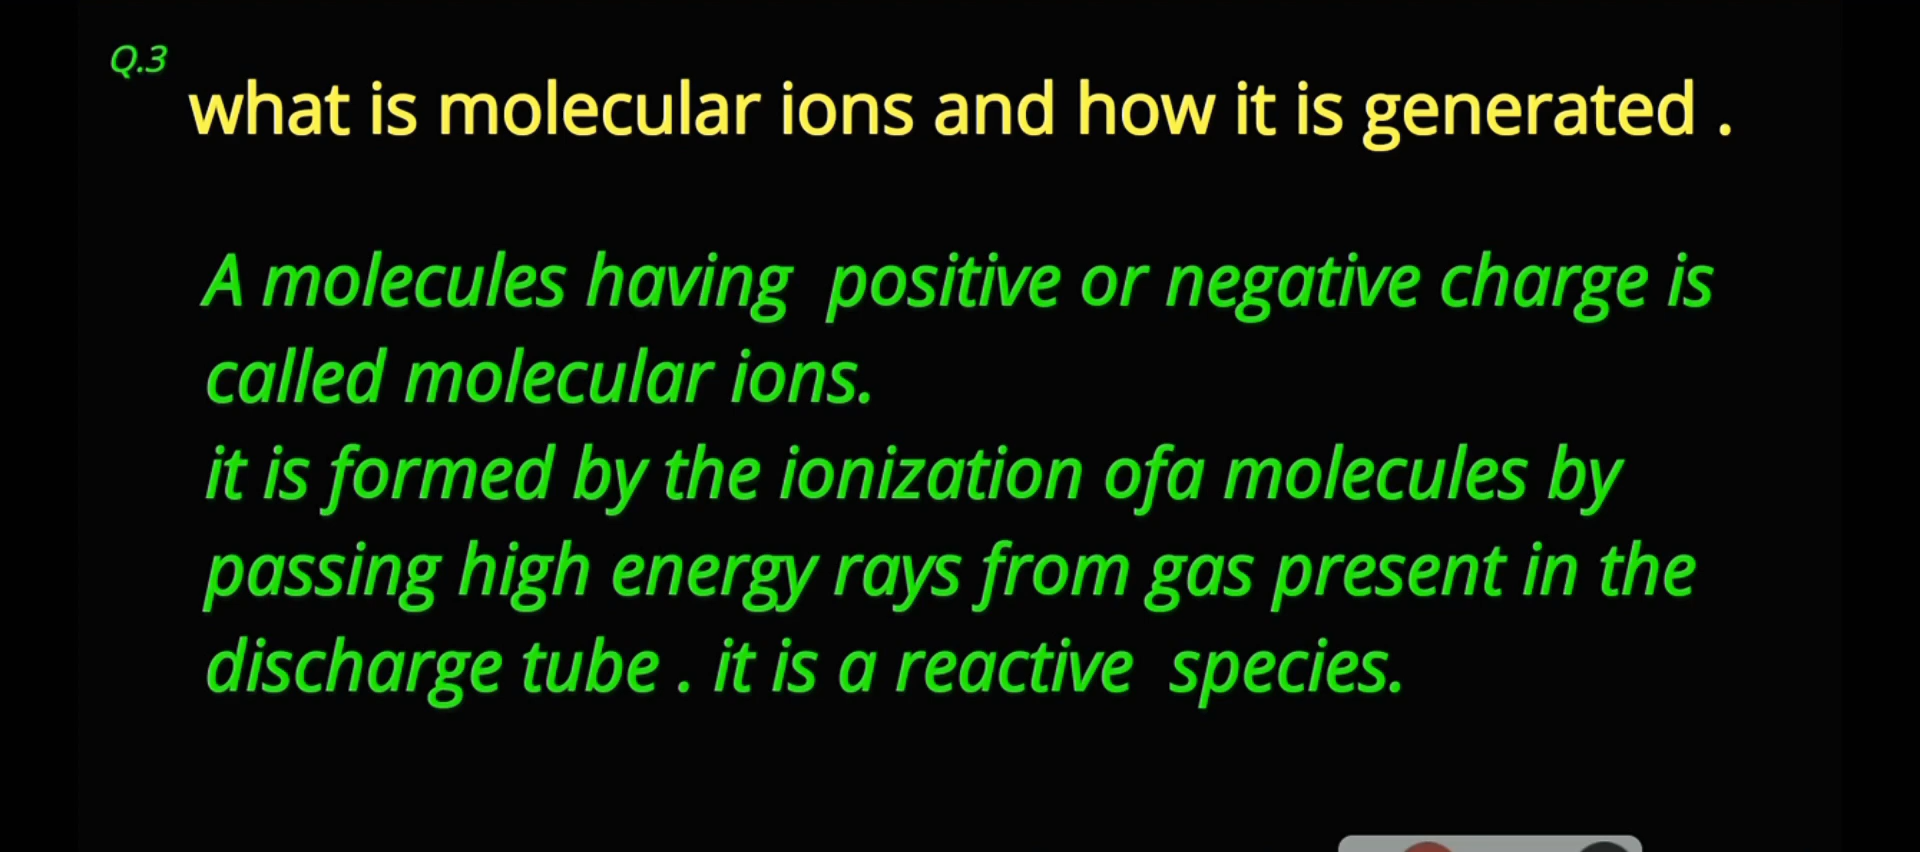 Q.3
what is molecular ions and how it is generated .
A molecules having  positive or negative charge is
called molecular ions.
it is formed by the ionization ofa molecules by
passing high energy rays from gas present in the
discharge tube . it is a reactive  species.